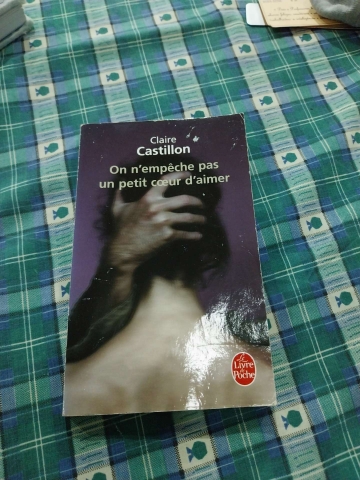 Claire
Castillon
On n'empêche pas
un petit cœur d'aimer
Le
Livre
de
Poche